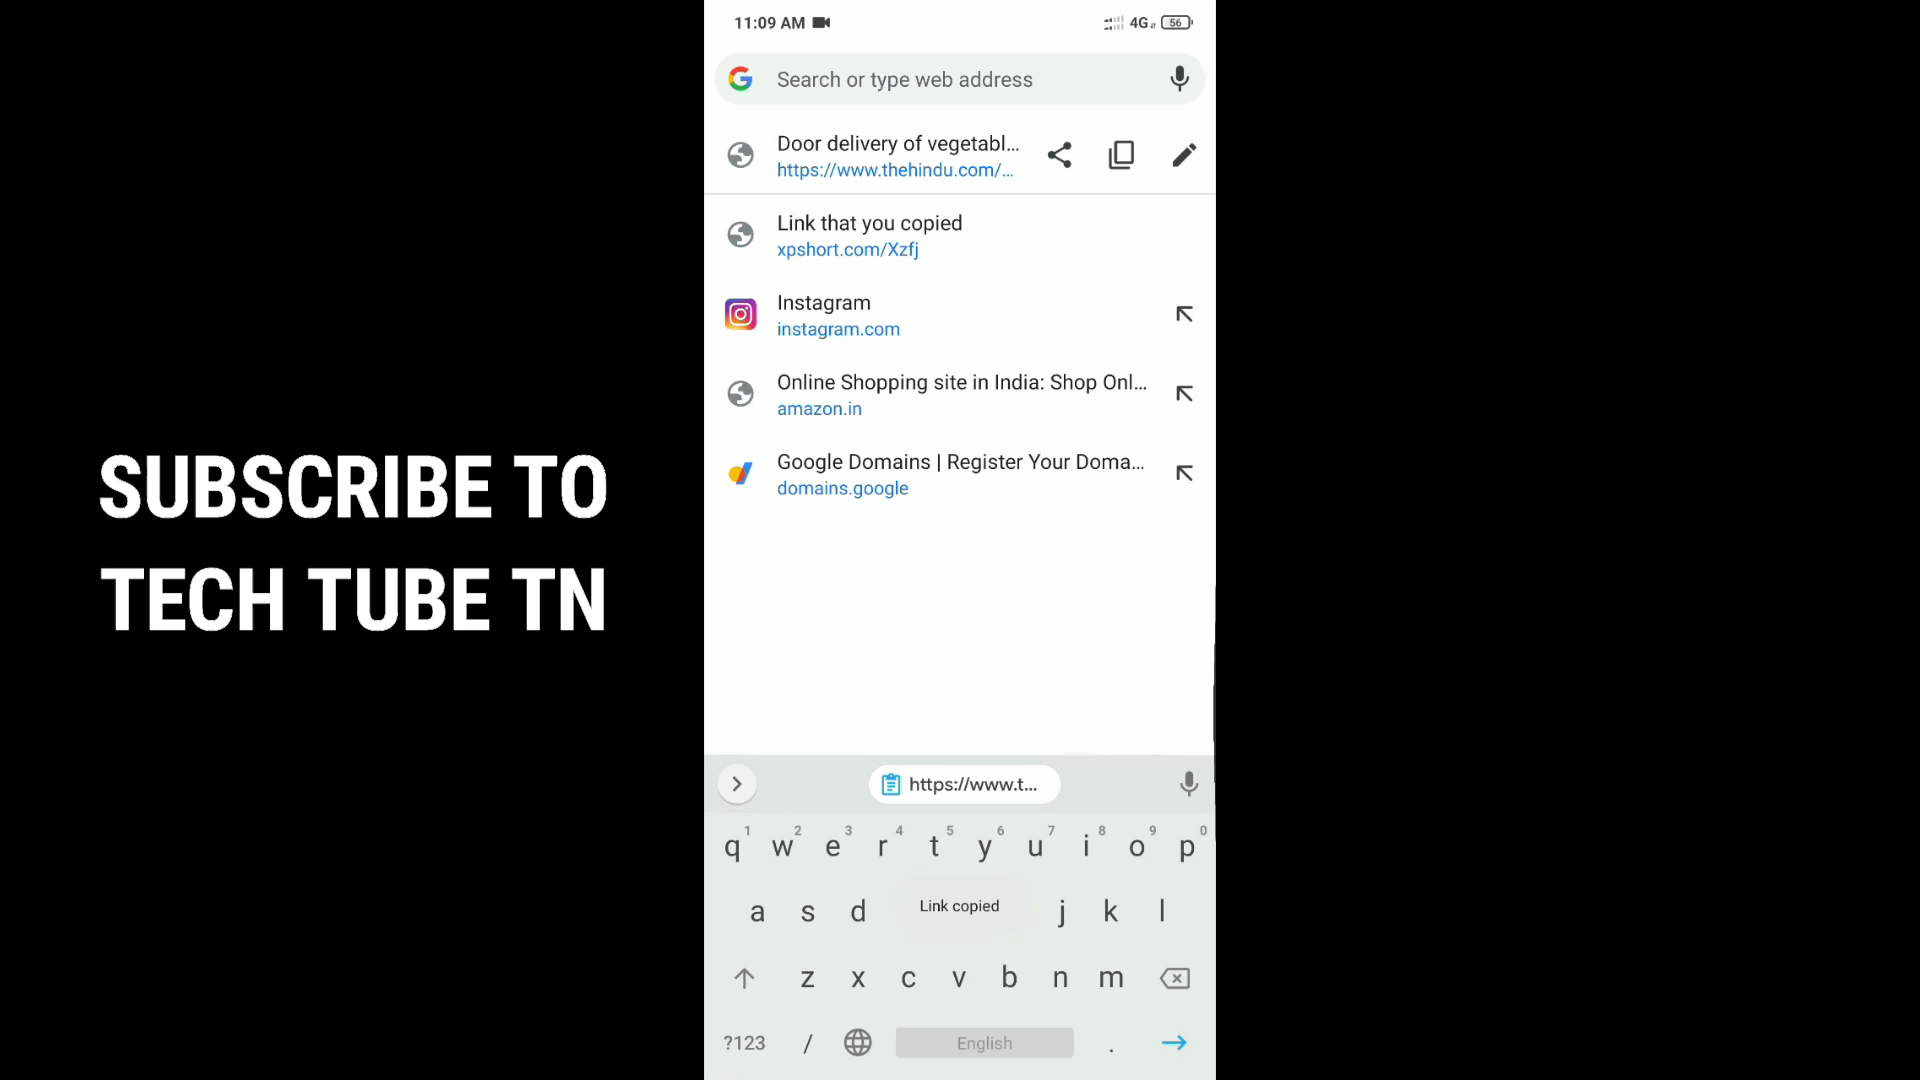 11:09 AM
4G
56
Search or type web address
Door delivery of vegetabl...
https://www.thehindu.com/...
Link that you copied
xpshort.com/Xzfj
Instagram
instagram.com
Online Shopping site in India: Shop Onl...
amazon.in
Google Domains | Register Your Doma...
domains.google
SUBSCRIBE TO
TECH TUBE TN
https://www.t...
1 2 3 4 5 6 7 8 9 0
q w e r t y u i o p
a s d Link copied j k l
z x c v b n m
?123 / English .